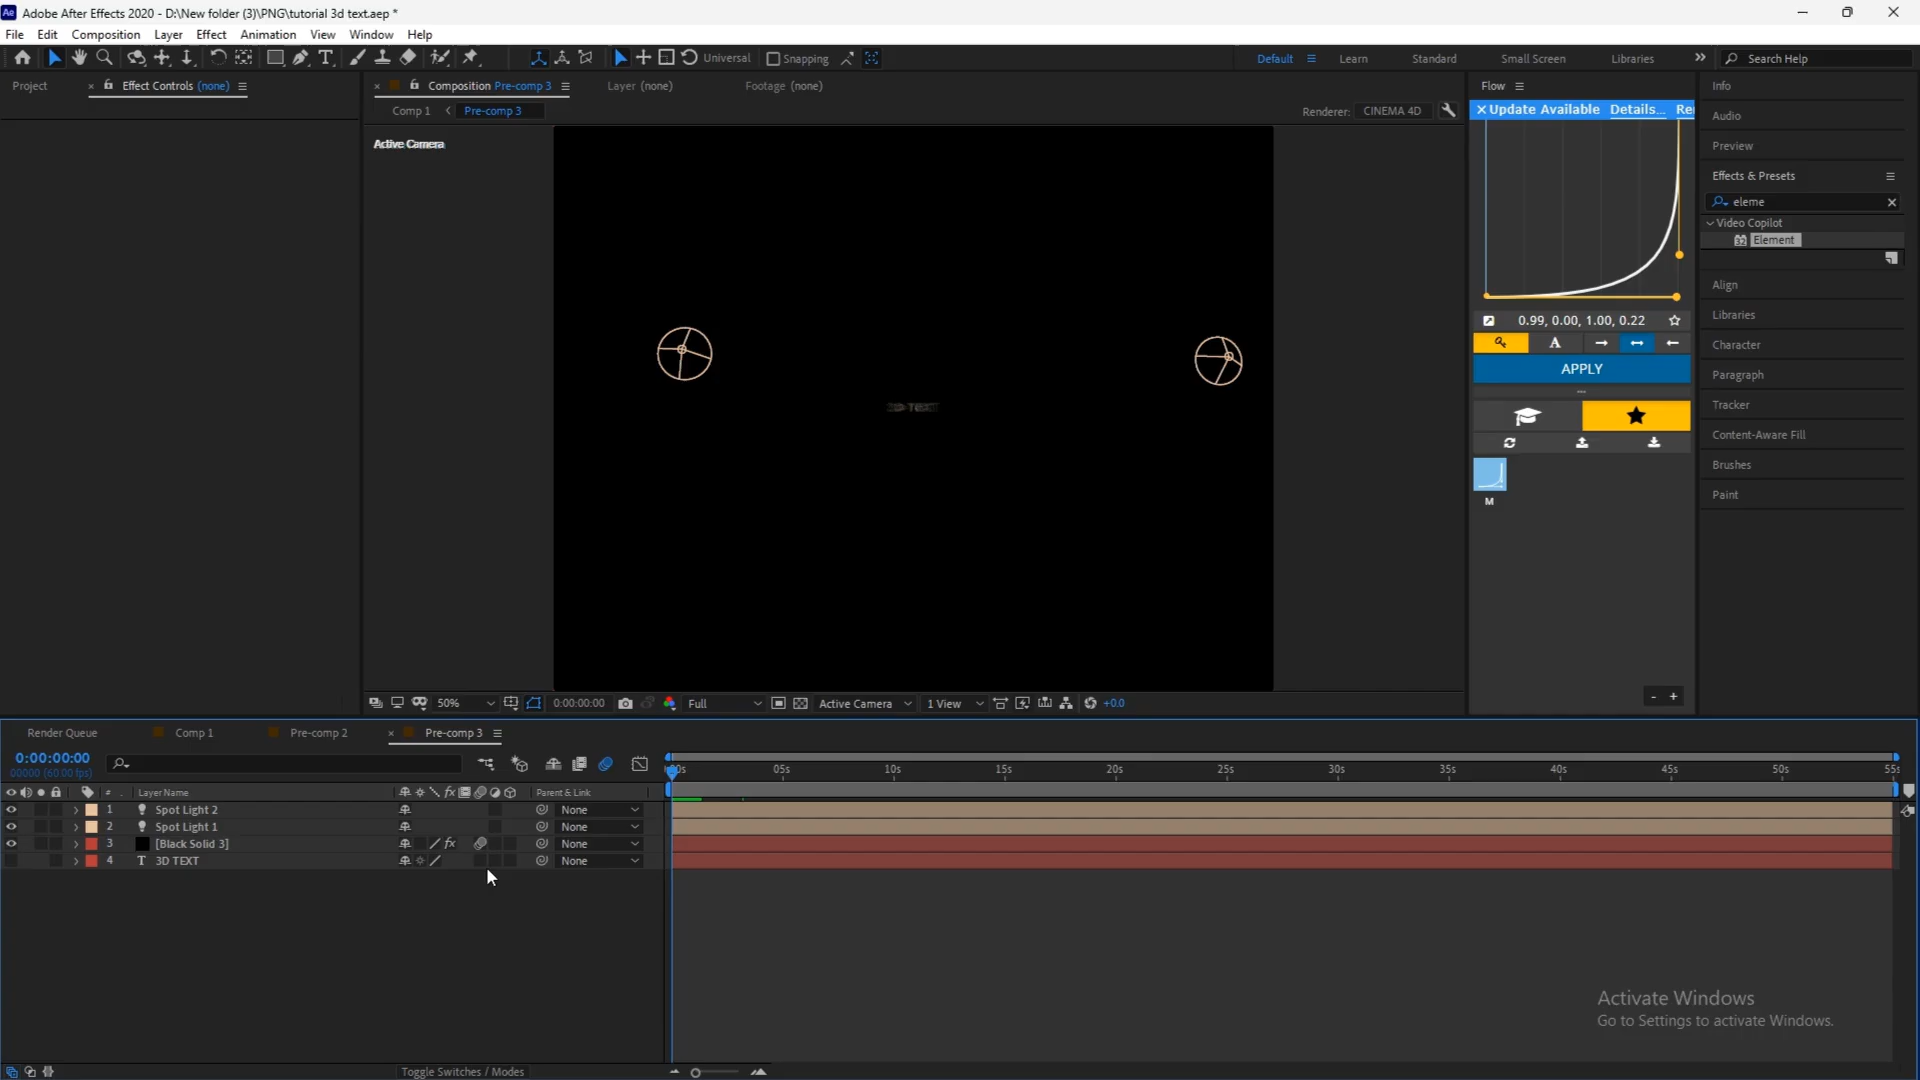 Adobe After Effects 2020 - D:\New folder (3)\PNG\tutorial 3d text.aep *
File Edit Composition Layer Effect Animation View Window Help
Universal Snapping Default Learn Standard Small Screen Libraries Search Help
Project Effect Controls (none) Composition Pre-comp 3 Layer (none) Footage (none) Flow Info
Comp 1 Pre-comp 3 Renderer: CINEMA 4D Update Available Details... Audio
Active Camera
Preview
Effects & Presets
eleme
Video Copilot
Element
Align
Libraries
0.99, 0.00, 1.00, 0.22
A
Character
APPLY
Paragraph
Tracker
3D TEXT
Content-Aware Fill
Brushes
Paint
M
50% 0:00:00:00 Full Active Camera 1 View +0.0
Render Queue Comp 1 Pre-comp 2 Pre-comp 3
0:00:00:00
00000 (60.00 fps)
05s 10s 15s 20s 25s 30s 35s 40s 45s 50s 55s
# Layer Name fx Parent & Link
1 Spot Light 2 None
2 Spot Light 1 None
3 [Black Solid 3] fx None
4 T 3D TEXT None
Activate Windows
Go to Settings to activate Windows.
Toggle Switches / Modes